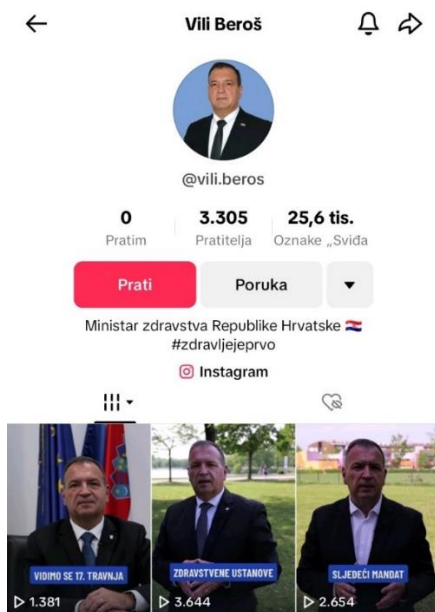 Vili Beroš
@vili.beros
0 3.305 25,6 tis.
Pratim Pratitelja Oznake „Sviđa
Prati Poruka
Ministar zdravstva Republike Hrvatske 🇭🇷
#zdravljejeprvo
Instagram
VIDIMO SE 17. TRAVNJA
1.381
ZDRAVSTVENE USTANOVE
3.644
SLJEDEĆI MANDAT
2.654